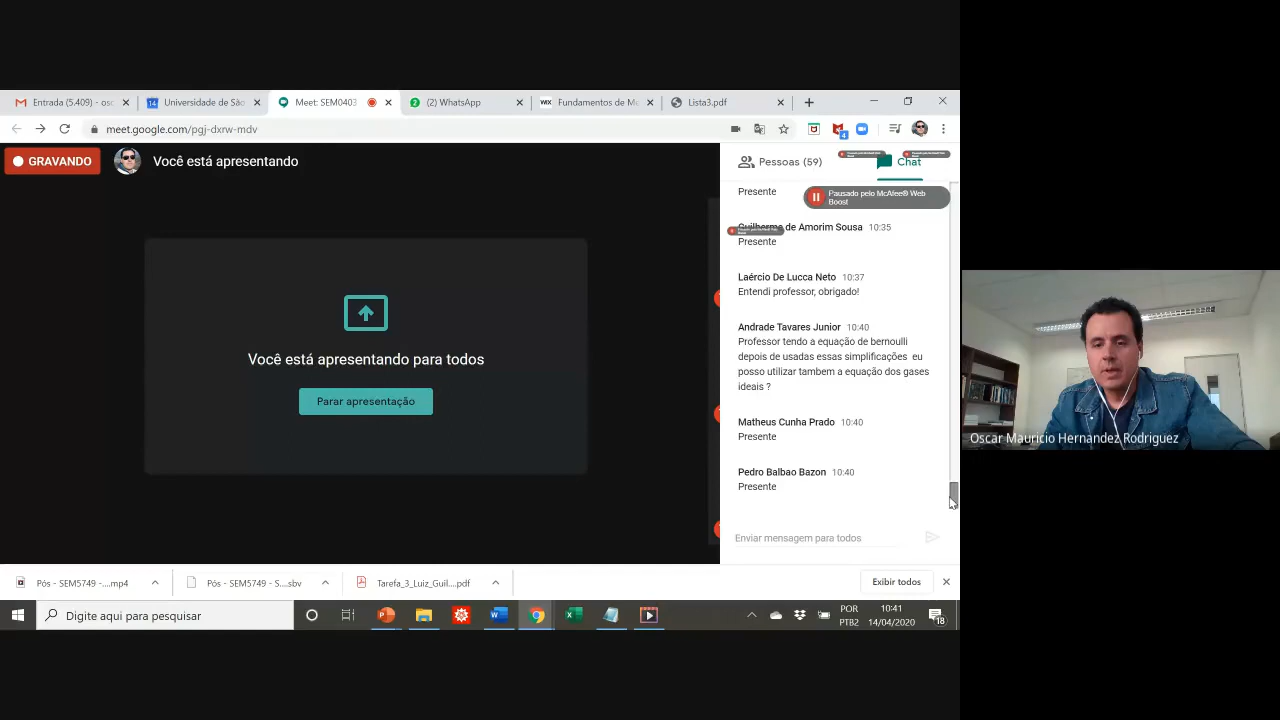 Entrada (5.409) - osc
Universidade de São
Meet: SEM0403
(2) WhatsApp
WIX Fundamentos de Me
Lista3.pdf
meet.google.com/pgj-dxrw-mdv
GRAVANDO
Você está apresentando
Você está apresentando para todos
Parar apresentação
Pessoas (59)
Chat
Presente
Pausado pelo McAfee® Web
Boost
Guilherme de Amorim Sousa 10:35
Presente
Laércio De Lucca Neto 10:37
Entendi professor, obrigado!
Andrade Tavares Junior 10:40
Professor tendo a equação de bernoulli
depois de usadas essas simplificações eu
posso utilizar tambem a equação dos gases
ideais ?
Matheus Cunha Prado 10:40
Presente
Pedro Balbao Bazon 10:40
Presente
Enviar mensagem para todos
Oscar Mauricio Hernandez Rodriguez
Pós - SEM5749 -....mp4
Pós - SEM5749 - S....sbv
Tarefa_3_Luiz_Guil....pdf
Exibir todos
Digite aqui para pesquisar
POR
PTB2
10:41
14/04/2020
18